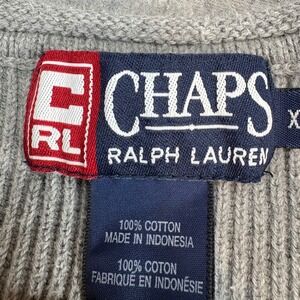 C
RL
CHAPS
RALPH LAUREN
X
100% COTTON
MADE IN INDONESIA
100% COTON
FABRIQUÉ EN INDONÉSIE